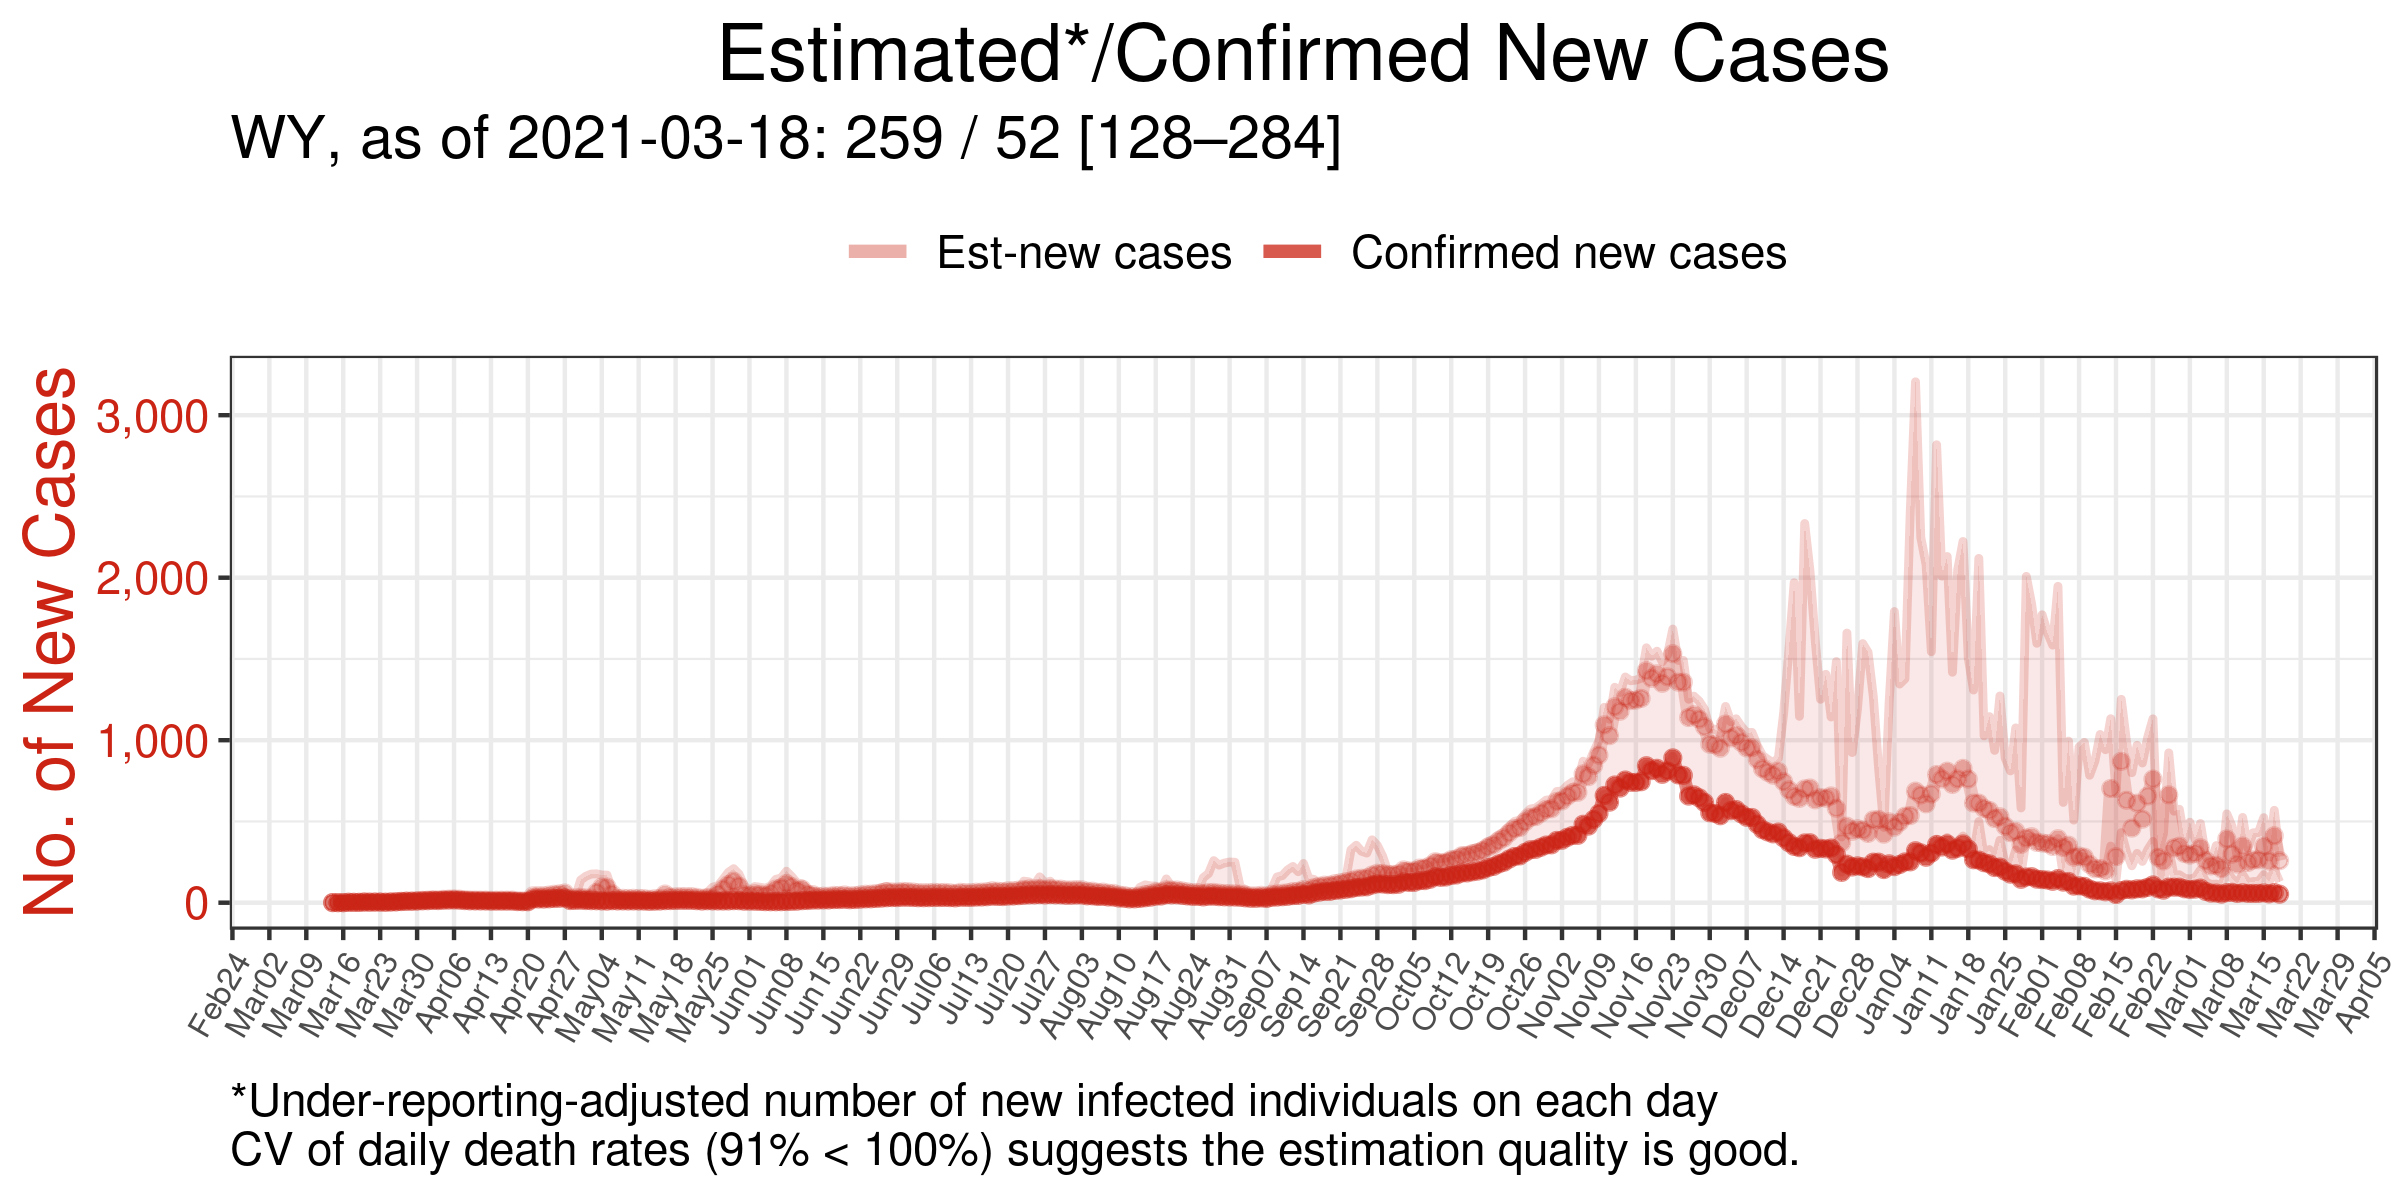 Estimated*/Confirmed New Cases
WY, as of 2021-03-18: 259 / 52 [128–284]
Est-new cases Confirmed new cases
No. of New Cases
3,000
2,000
1,000
0
Feb24 Mar02 Mar09 Mar16 Mar23 Mar30 Apr06 Apr13 Apr20 Apr27 May04 May11 May18 May25 Jun01 Jun08 Jun15 Jun22 Jun29 Jul06 Jul13 Jul20 Jul27 Aug03 Aug10 Aug17 Aug24 Aug31 Sep07 Sep14 Sep21 Sep28 Oct05 Oct12 Oct19 Oct26 Nov02 Nov09 Nov16 Nov23 Nov30 Dec07 Dec14 Dec21 Dec28 Jan04 Jan11 Jan18 Jan25 Feb01 Feb08 Feb15 Feb22 Mar01 Mar08 Mar15 Mar22 Mar29 Apr05
*Under-reporting-adjusted number of new infected individuals on each day
CV of daily death rates (91% < 100%) suggests the estimation quality is good.